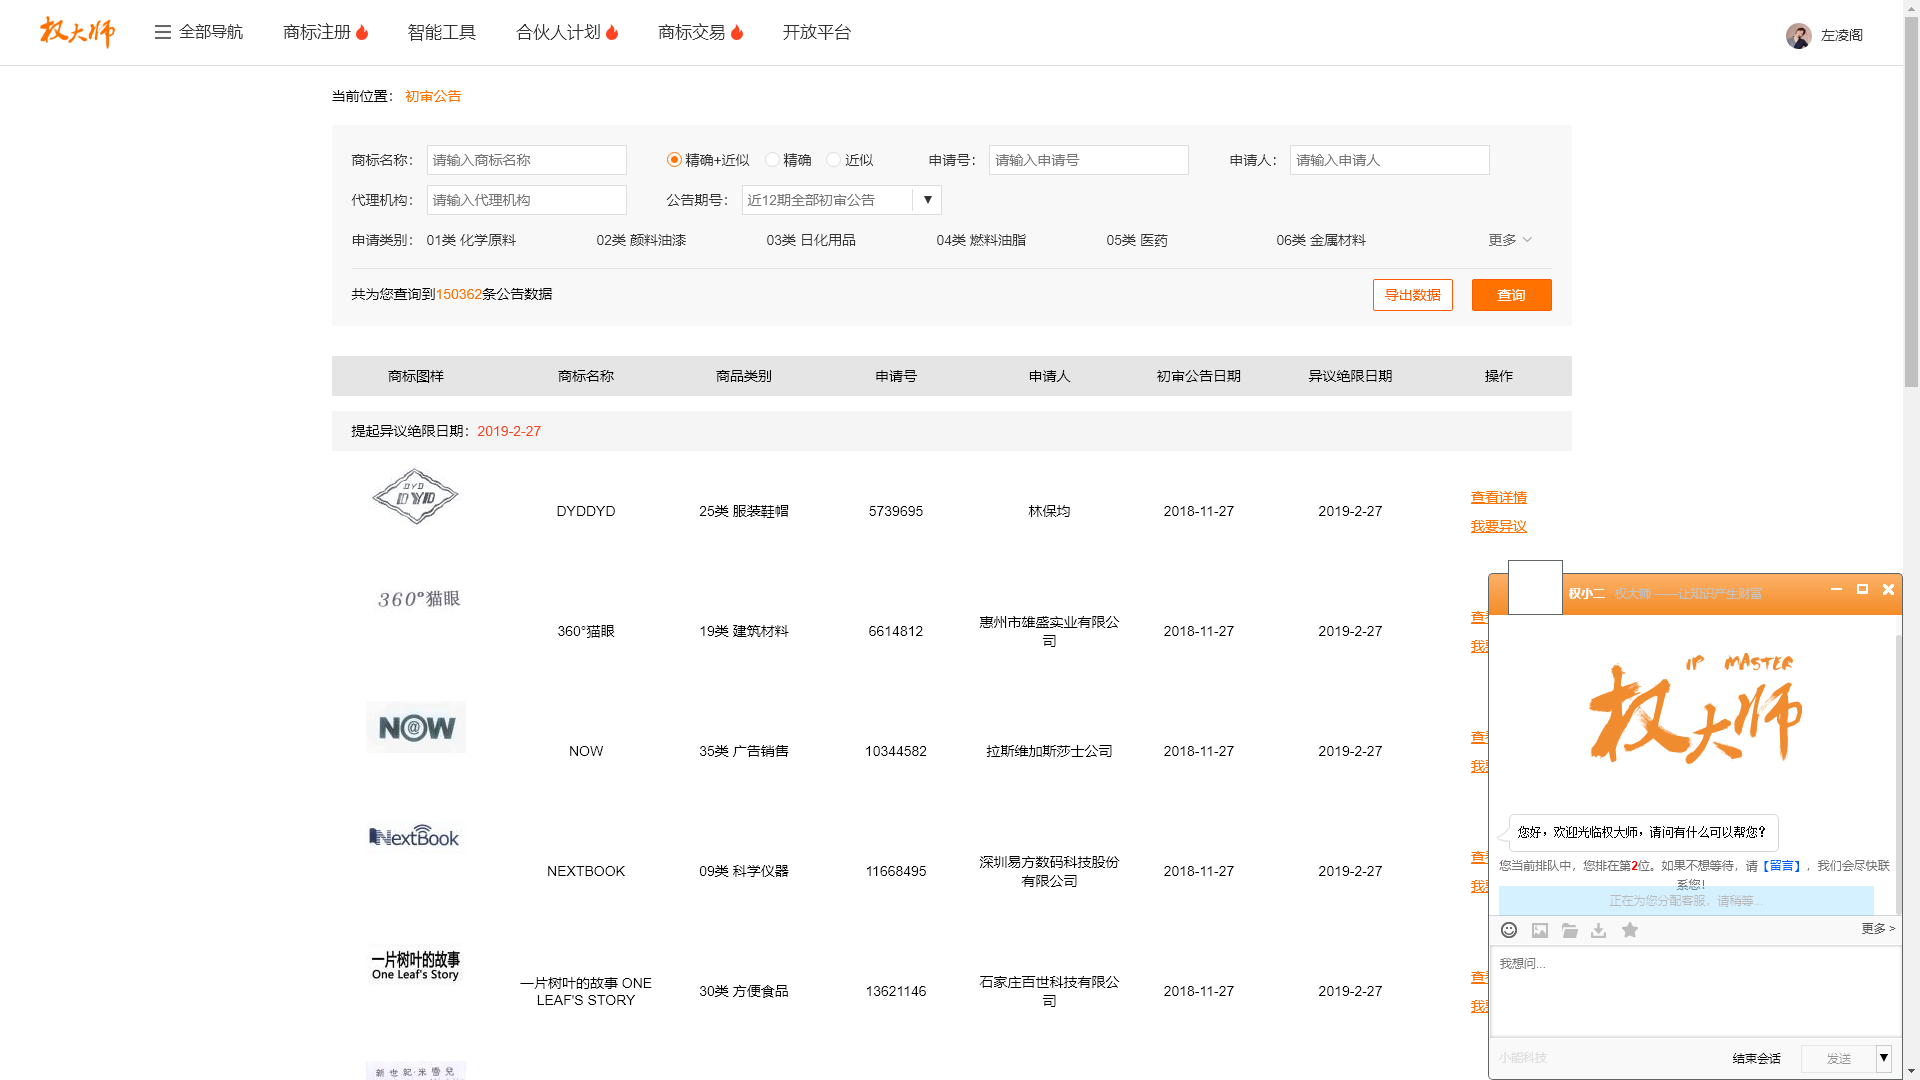 权大师
全部导航
商标注册
智能工具
合伙人计划
商标交易
开放平台
左凌阁
当前位置： 初审公告
商标名称： 请输入商标名称 精确+近似 精确 近似 申请号： 请输入申请号 申请人： 请输入申请人
代理机构： 请输入代理机构 公告期号： 近12期全部初审公告
申请类别： 01类 化学原料 02类 颜料油漆 03类 日化用品 04类 燃料油脂 05类 医药 06类 金属材料 更多
共为您查询到150362条公告数据 导出数据 查询
商标图样 商标名称 商品类别 申请号 申请人 初审公告日期 异议绝限日期 操作
提起异议绝限日期：2019-2-27
DYD
DYD
DYDDYD 25类 服装鞋帽 5739695 林保均 2018-11-27 2019-2-27
查看详情
我要异议
360°猫眼
360°猫眼 19类 建筑材料 6614812 惠州市雄盛实业有限公
司
2018-11-27 2019-2-27
NOW
NOW 35类 广告销售 10344582 拉斯维加斯莎士公司 2018-11-27 2019-2-27
NextBook
NEXTBOOK 09类 科学仪器 11668495 深圳易方数码科技股份
有限公司
2018-11-27 2019-2-27
一片树叶的故事
One Leaf's Story
一片树叶的故事 ONE
LEAF'S STORY
30类 方便食品 13621146 石家庄百世科技有限公
司
2018-11-27 2019-2-27
新世纪·米雪儿
权小二 权大师 ——让知识产生财富
IP MASTER
权大师
您好，欢迎光临权大师，请问有什么可以帮您?
您当前排队中，您排在第2位。如果不想等待，请【留言】，我们会尽快联
系您！
正在为您分配客服，请稍等...
更多 >
我想问...
小能科技 结束会话 发送